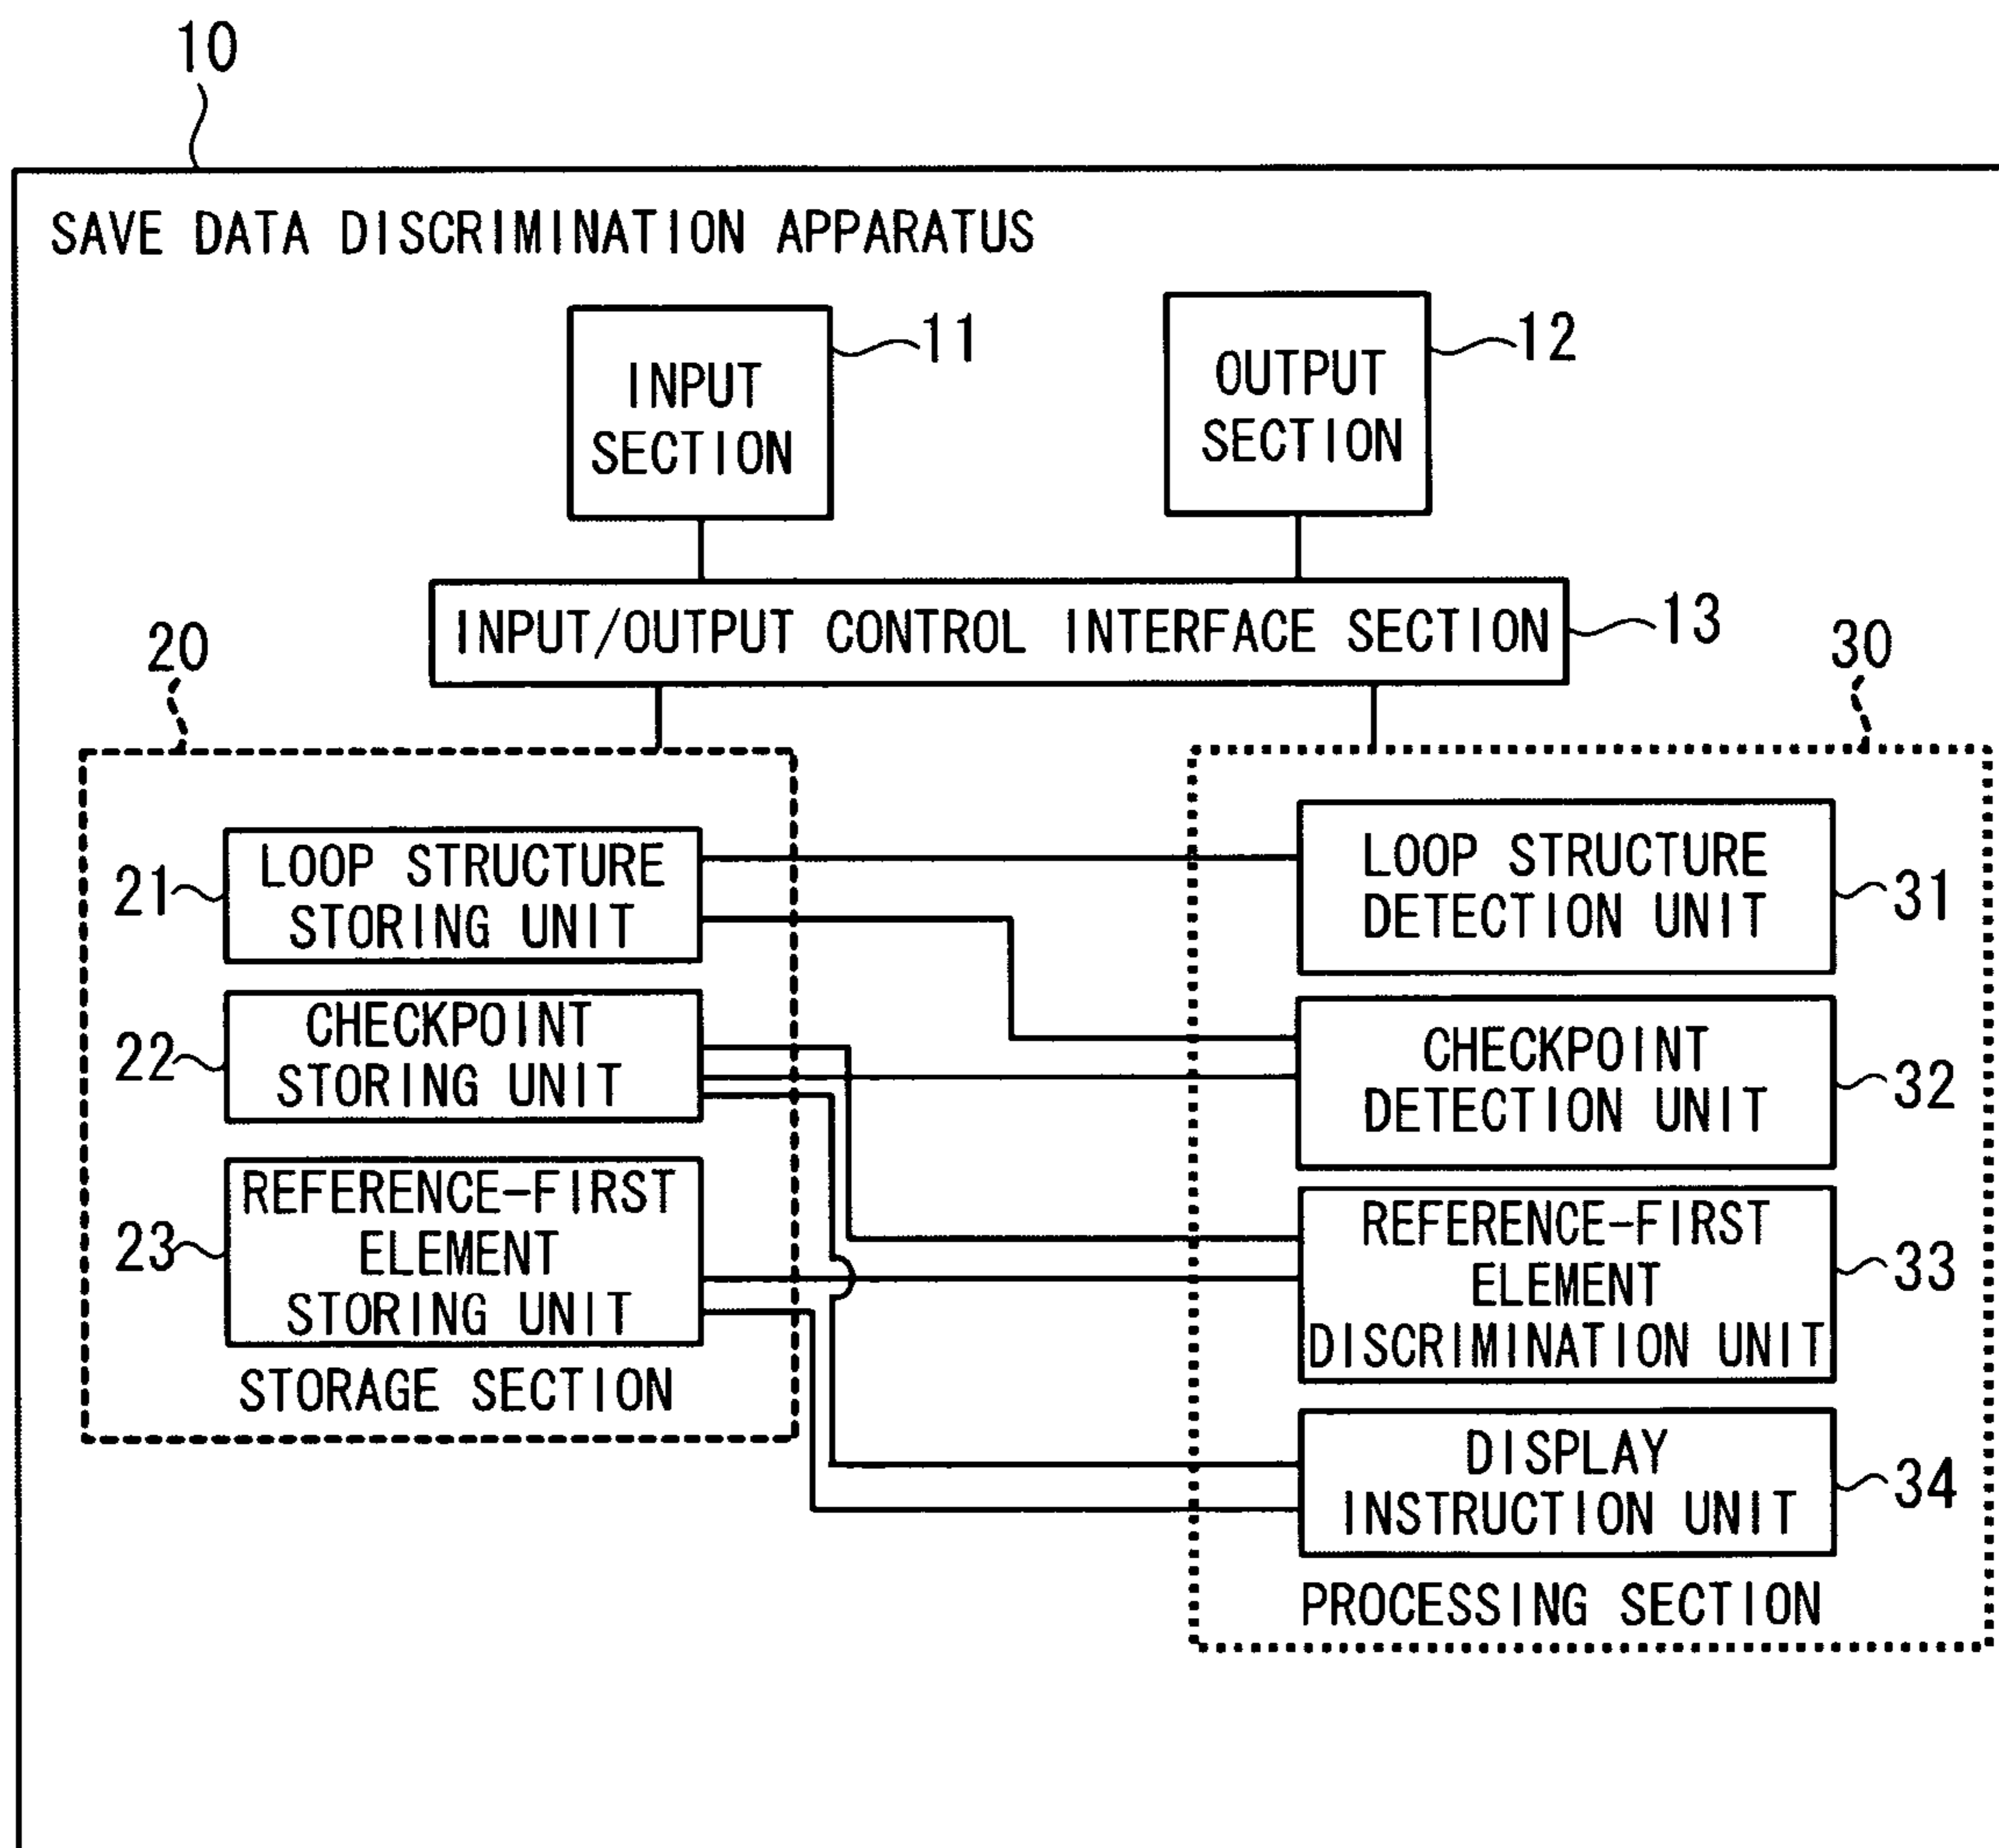 10
SAVE DATA DISCRIMINATION APPARATUS
INPUT
SECTION
11
OUTPUT
SECTION
12
INPUT/OUTPUT CONTROL INTERFACE SECTION
13
20
30
21
LOOP STRUCTURE
STORING UNIT
22
CHECKPOINT
STORING UNIT
23
REFERENCE-FIRST
ELEMENT
STORING UNIT
STORAGE SECTION
LOOP STRUCTURE
DETECTION UNIT
31
CHECKPOINT
DETECTION UNIT
32
REFERENCE-FIRST
ELEMENT
DISCRIMINATION UNIT
33
DISPLAY
INSTRUCTION UNIT
34
PROCESSING SECTION